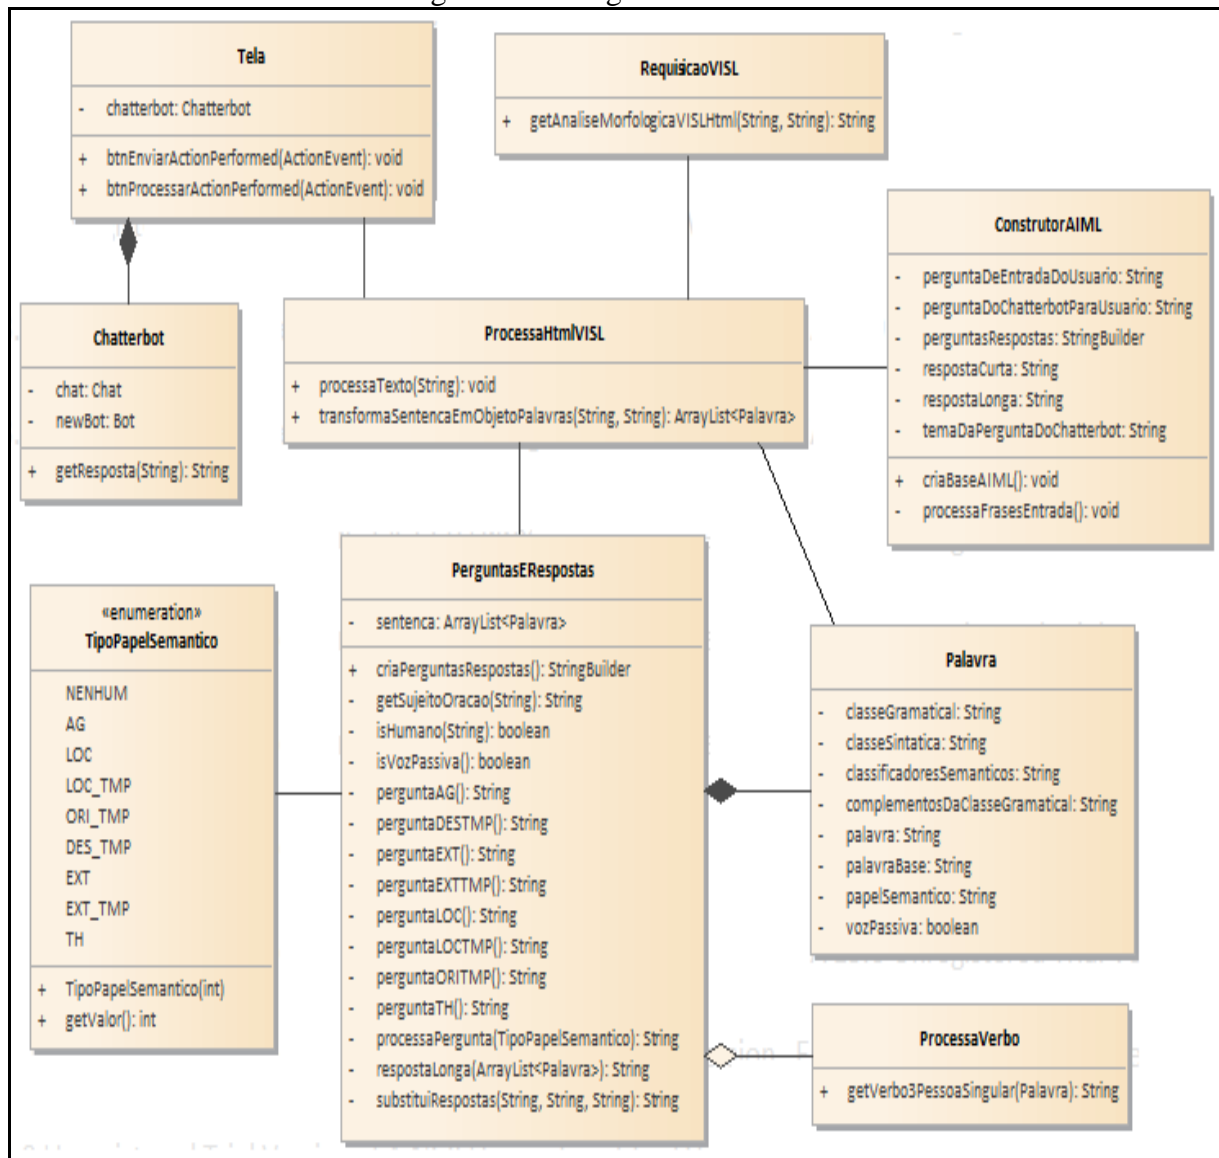 Tela
- chatterbot: Chatterbot
+ btnEnviarActionPerformed(ActionEvent): void
+ btnProcessarActionPerformed(ActionEvent): void
RequisicaoVISL
+ getAnaliseMorfologicaVISLHtml(String, String): String
ConstrutorAIML
- perguntaDeEntradaDoUsuario: String
- perguntaDoChatterbotParaUsuario: String
- perguntasRespostas: StringBuilder
- respostaCurta: String
- respostaLonga: String
- temaDaPerguntaDoChatterbot: String
+ criaBaseAIML(): void
- processaFrasesEntrada(): void
Chatterbot
- chat: Chat
- newBot: Bot
+ getResposta(String): String
ProcessaHtmlVISL
+ processaTexto(String): void
+ transformaSentencaEmObjetoPalavras(String, String): ArrayList<Palavra>
«enumeration»
TipoPapelSemantico
NENHUM
AG
LOC
LOC_TMP
ORI_TMP
DES_TMP
EXT
EXT_TMP
TH
+ TipoPapelSemantico(int)
+ getValor(): int
PerguntasERespostas
- sentenca: ArrayList<Palavra>
+ criaPerguntasRespostas(): StringBuilder
- getSujeitoOracao(String): String
- isHumano(String): boolean
- isVozPassiva(): boolean
- perguntaAG(): String
- perguntaDESTMP(): String
- perguntaEXT(): String
- perguntaEXTTMP(): String
- perguntaLOC(): String
- perguntaLOCTMP(): String
- perguntaORITMP(): String
- perguntaTH(): String
- processaPergunta(TipoPapelSemantico): String
- respostaLonga(ArrayList<Palavra>): String
- substituiRespostas(String, String, String): String
Palavra
- classeGramatical: String
- classeSintatica: String
- classificadoresSemanticos: String
- complementosDaClasseGramatical: String
- palavra: String
- palavraBase: String
- papelSemantico: String
- vozPassiva: boolean
ProcessaVerbo
+ getVerbo3PessoaSingular(Palavra): String